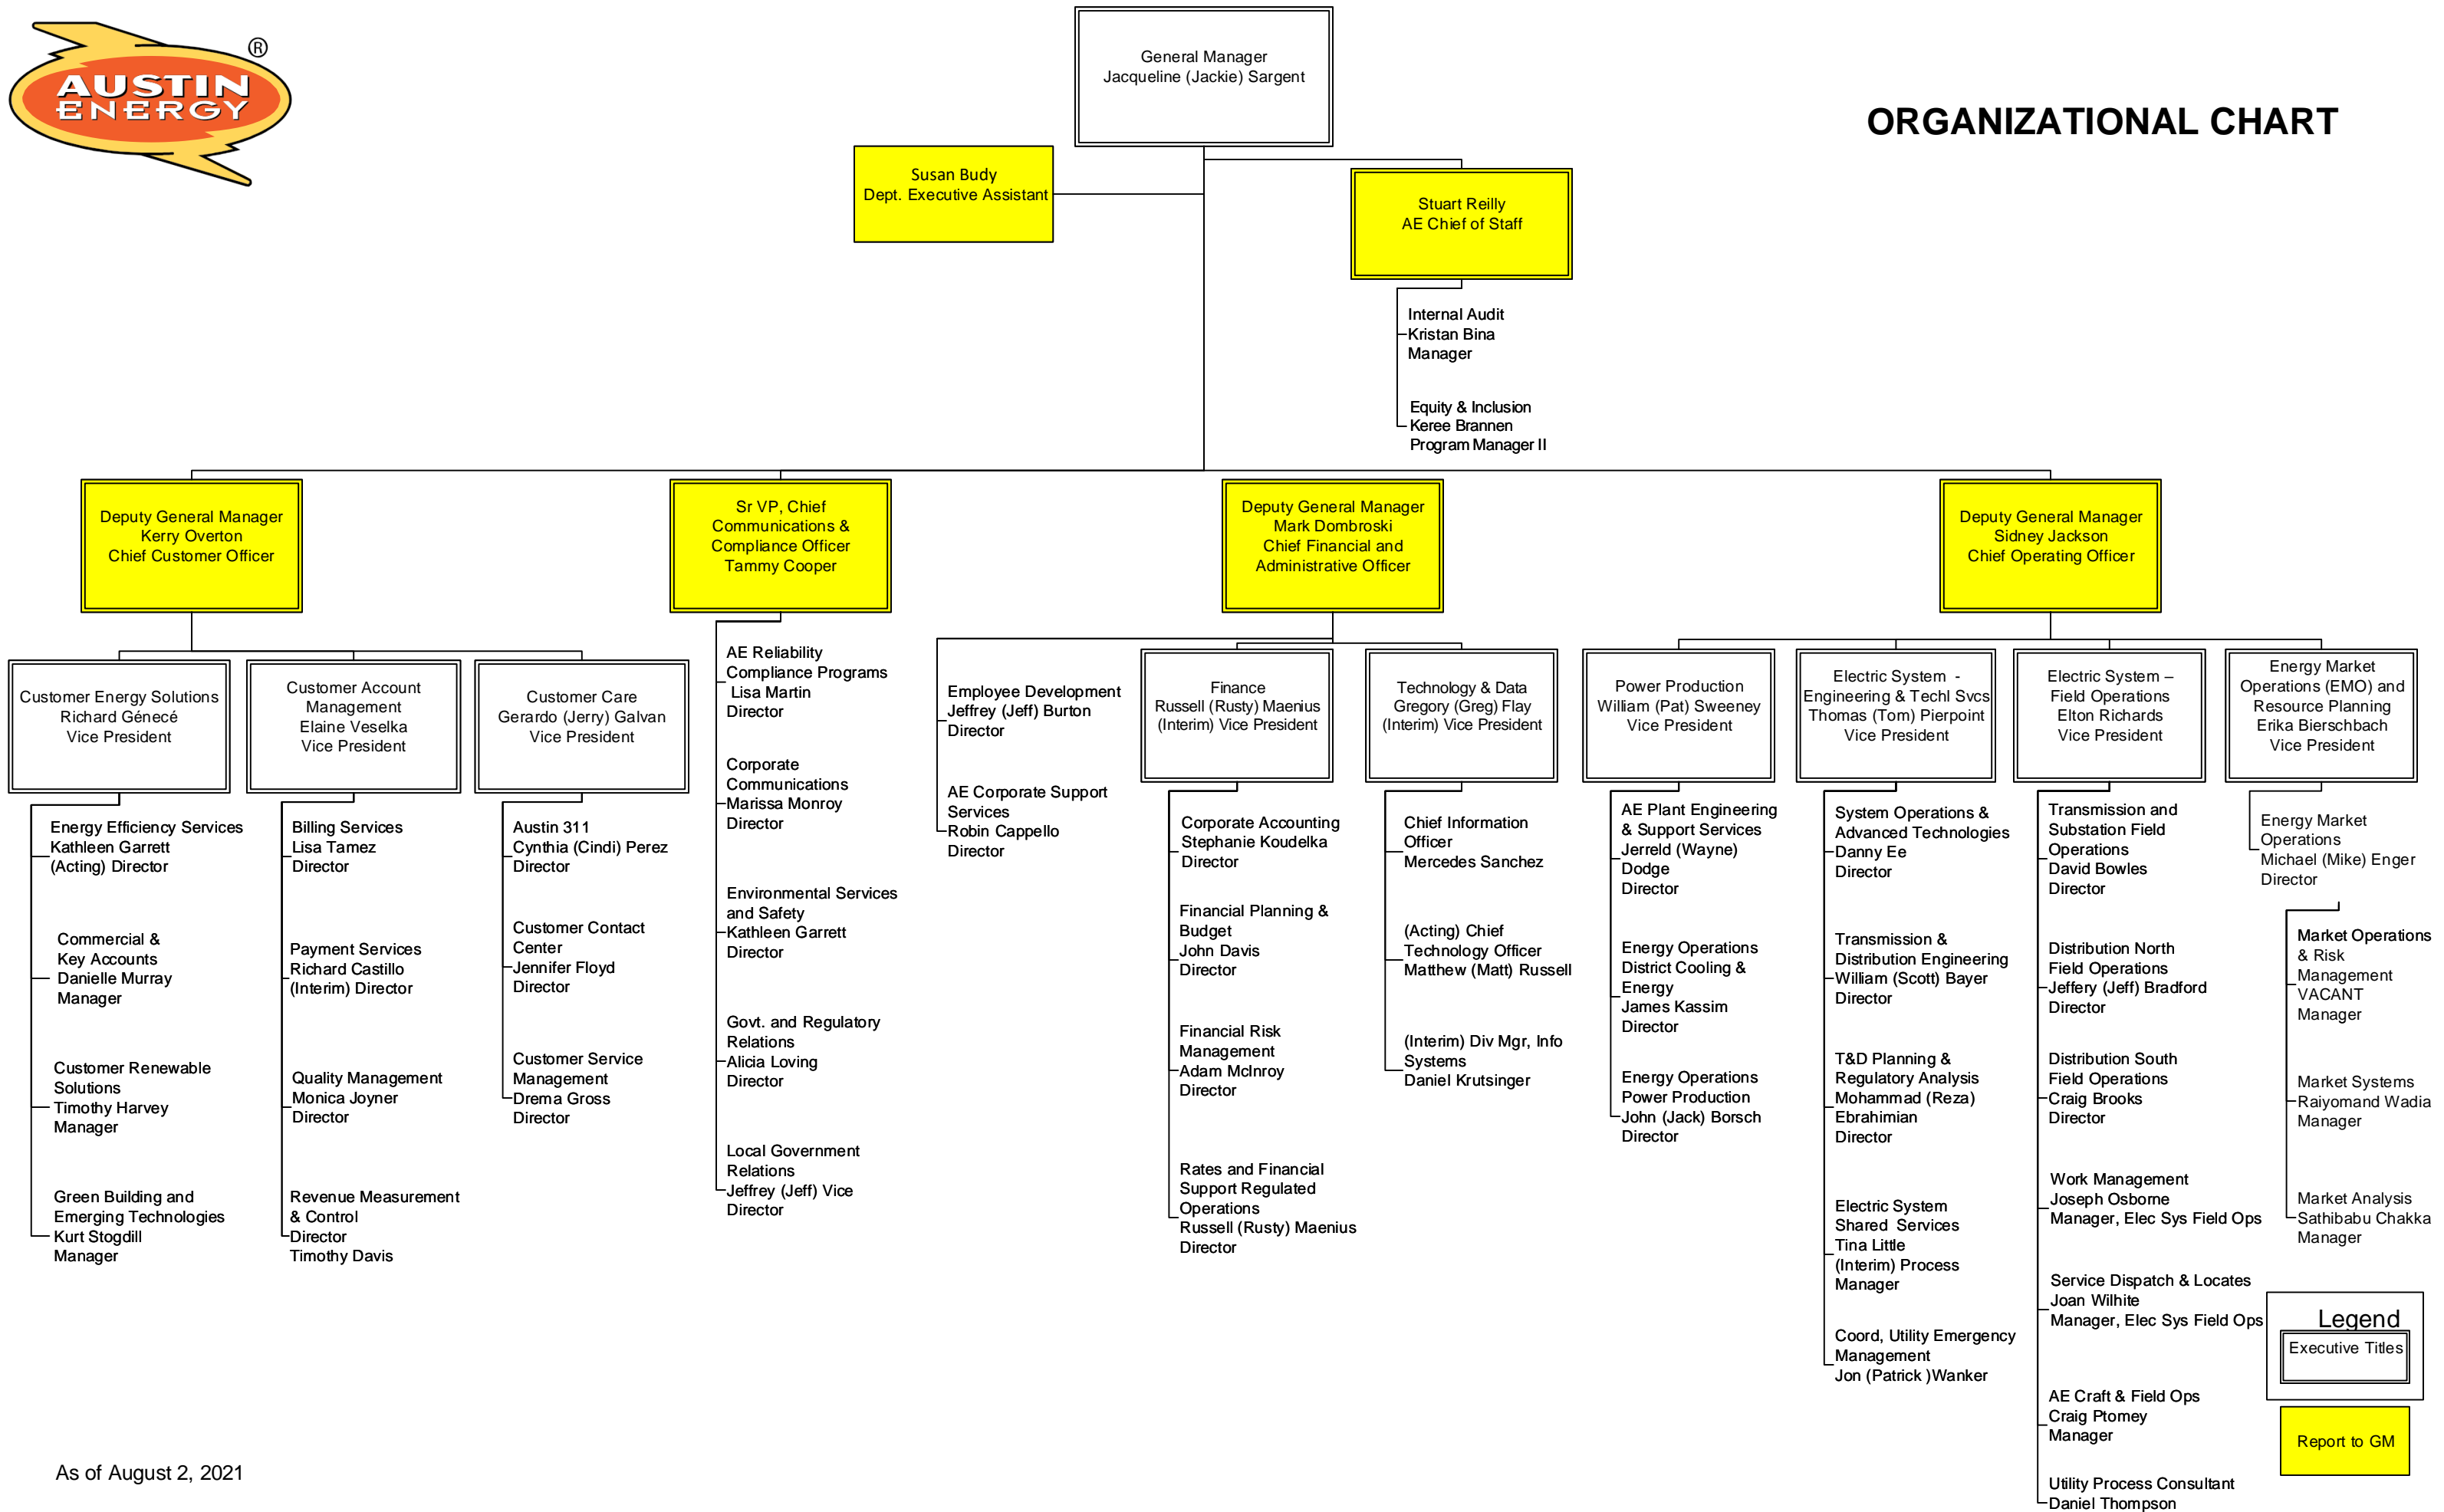 AUSTIN
ENERGY
®
General Manager
Jacqueline (Jackie) Sargent
ORGANIZATIONAL CHART
Susan Budy
Dept. Executive Assistant
Stuart Reilly
AE Chief of Staff
Internal Audit
Kristan Bina
Manager
Equity & Inclusion
Keree Brannen
Program Manager II
Deputy General Manager
Kerry Overton
Chief Customer Officer
Sr VP, Chief
Communications &
Compliance Officer
Tammy Cooper
Deputy General Manager
Mark Dombroski
Chief Financial and
Administrative Officer
Deputy General Manager
Sidney Jackson
Chief Operating Officer
Customer Energy Solutions
Richard Génecé
Vice President
Energy Efficiency Services
Kathleen Garrett
(Acting) Director
Commercial &
Key Accounts
Danielle Murray
Manager
Customer Renewable
Solutions
Timothy Harvey
Manager
Green Building and
Emerging Technologies
Kurt Stogdill
Manager
Customer Account
Management
Elaine Veselka
Vice President
Billing Services
Lisa Tamez
Director
Payment Services
Richard Castillo
(Interim) Director
Quality Management
Monica Joyner
Director
Revenue Measurement
& Control
Director
Timothy Davis
Customer Care
Gerardo (Jerry) Galvan
Vice President
Austin 311
Cynthia (Cindi) Perez
Director
Customer Contact
Center
Jennifer Floyd
Director
Customer Service
Management
Drema Gross
Director
AE Reliability
Compliance Programs
Lisa Martin
Director
Corporate
Communications
Marissa Monroy
Director
Environmental Services
and Safety
Kathleen Garrett
Director
Govt. and Regulatory
Relations
Alicia Loving
Director
Local Government
Relations
Jeffrey (Jeff) Vice
Director
Employee Development
Jeffrey (Jeff) Burton
Director
AE Corporate Support
Services
Robin Cappello
Director
Finance
Russell (Rusty) Maenius
(Interim) Vice President
Corporate Accounting
Stephanie Koudelka
Director
Financial Planning &
Budget
John Davis
Director
Financial Risk
Management
Adam McInroy
Director
Rates and Financial
Support Regulated
Operations
Russell (Rusty) Maenius
Director
Technology & Data
Gregory (Greg) Flay
(Interim) Vice President
Chief Information
Officer
Mercedes Sanchez
(Acting) Chief
Technology Officer
Matthew (Matt) Russell
(Interim) Div Mgr, Info
Systems
Daniel Krutsinger
Power Production
William (Pat) Sweeney
Vice President
AE Plant Engineering
& Support Services
Jerreld (Wayne)
Dodge
Director
Energy Operations
District Cooling &
Energy
James Kassim
Director
Energy Operations
Power Production
John (Jack) Borsch
Director
Electric System -
Engineering & Techl Svcs
Thomas (Tom) Pierpoint
Vice President
System Operations &
Advanced Technologies
Danny Ee
Director
Transmission &
Distribution Engineering
William (Scott) Bayer
Director
T&D Planning &
Regulatory Analysis
Mohammad (Reza)
Ebrahimian
Director
Electric System
Shared Services
Tina Little
(Interim) Process
Manager
Coord, Utility Emergency
Management
Jon (Patrick )Wanker
Electric System –
Field Operations
Elton Richards
Vice President
Transmission and
Substation Field
Operations
David Bowles
Director
Distribution North
Field Operations
Jeffery (Jeff) Bradford
Director
Distribution South
Field Operations
Craig Brooks
Director
Work Management
Joseph Osborne
Manager, Elec Sys Field Ops
Service Dispatch & Locates
Joan Wilhite
Manager, Elec Sys Field Ops
AE Craft & Field Ops
Craig Ptomey
Manager
Utility Process Consultant
Daniel Thompson
Energy Market
Operations (EMO) and
Resource Planning
Erika Bierschbach
Vice President
Energy Market
Operations
Michael (Mike) Enger
Director
Market Operations
& Risk
Management
VACANT
Manager
Market Systems
Raiyomand Wadia
Manager
Market Analysis
Sathibabu Chakka
Manager
Legend
Executive Titles
Report to GM
As of August 2, 2021